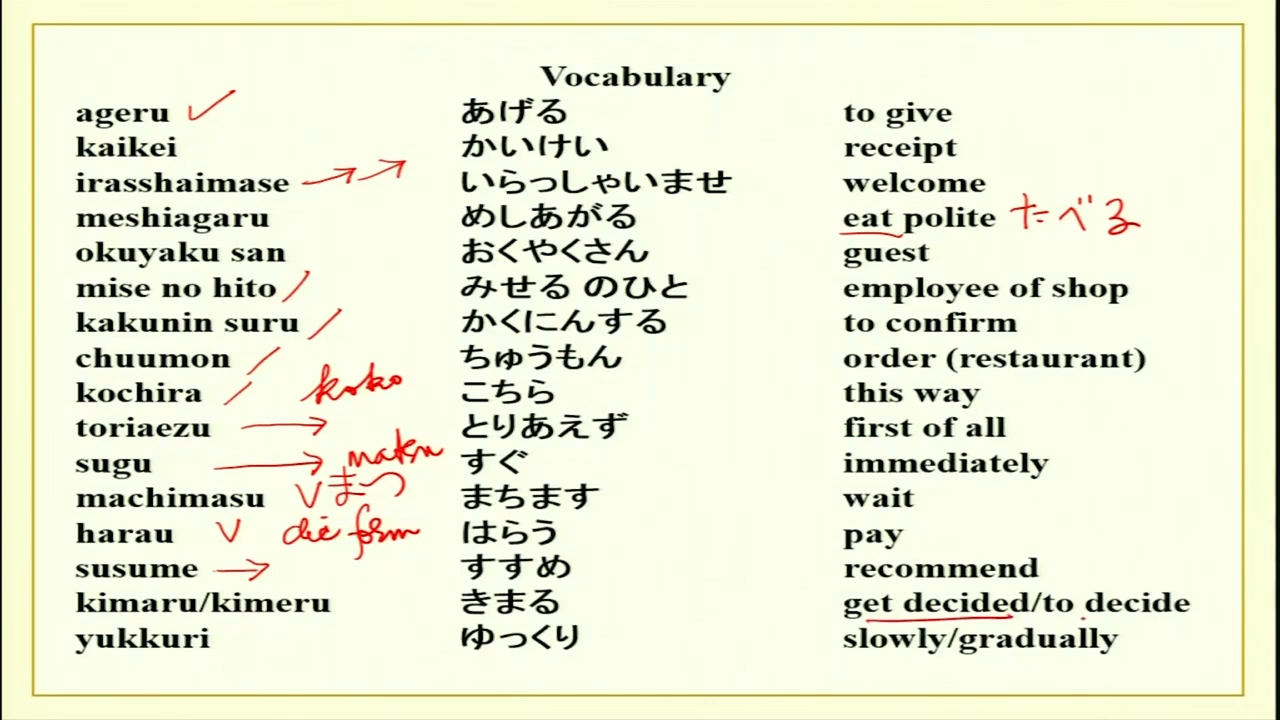 Vocabulary
ageru あげる to give
kaikei かいけい receipt
irasshaimase いらっしゃいませ welcome
meshiagaru めしあがる eat polite たべる
okuyaku san おくやくさん guest
mise no hito みせる のひと employee of shop
kakunin suru かくにんする to confirm
chuumon ちゅうもん order (restaurant)
kochira koko こちら this way
toriaezu とりあえず first of all
sugu matsu すぐ immediately
machimasu V まつ まちます wait
harau V dic form はらう pay
susume すすめ recommend
kimaru/kimeru きまる get decided/to decide
yukkuri ゆっくり slowly/gradually